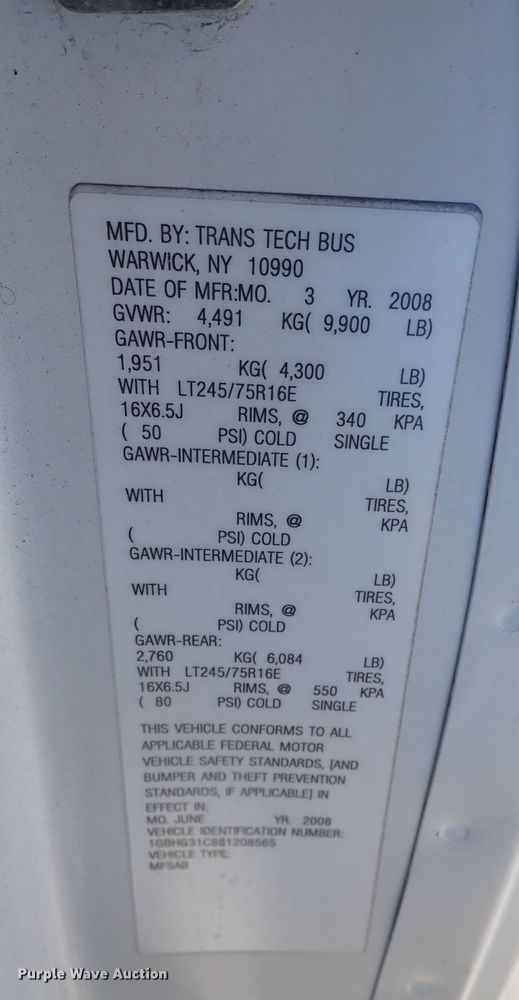 MFD. BY: TRANS TECH BUS
WARWICK, NY 10990
DATE OF MFR:MO. 3 YR. 2008
GVWR: 4,491 KG( 9,900 LB)
GAWR-FRONT:
1,951 KG( 4,300 LB)
WITH LT245/75R16E TIRES,
16X6.5J RIMS, @ 340 KPA
( 50 PSI) COLD SINGLE
GAWR-INTERMEDIATE (1):
KG( LB)
WITH TIRES,
RIMS, @ KPA
( PSI) COLD
GAWR-INTERMEDIATE (2):
KG( LB)
WITH TIRES,
RIMS, @ KPA
( PSI) COLD
GAWR-REAR:
2,760 KG( 6,084 LB)
WITH LT245/75R16E TIRES,
16X6.5J RIMS, @ 550 KPA
( 80 PSI) COLD SINGLE
THIS VEHICLE CONFORMS TO ALL
APPLICABLE FEDERAL MOTOR
VEHICLE SAFETY STANDARDS, [AND
BUMPER AND THEFT PREVENTION
STANDARDS, IF APPLICABLE] IN
EFFECT IN:
MO. JUNE YR. 2008
VEHICLE IDENTIFICATION NUMBER:
1GBHG31C881208565
VEHICLE TYPE:
MFSAB
Purple Wave Auction